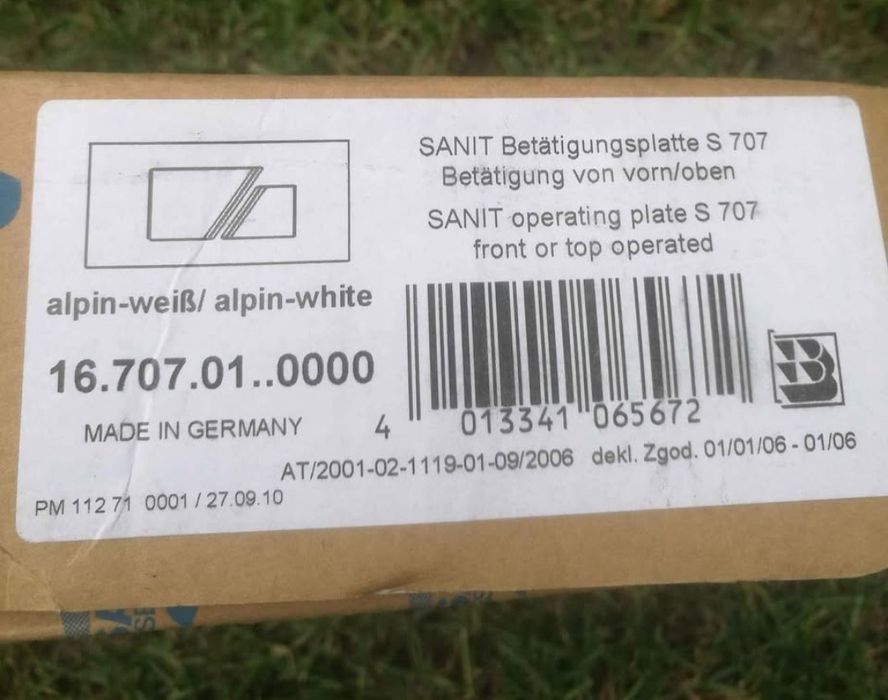 SANIT Betätigungsplatte S 707
Betätigung von vorn/oben
SANIT operating plate S 707
front or top operated
alpin-weiß/ alpin-white
16.707.01..0000
MADE IN GERMANY
4 013341 065672
AT/2001-02-1119-01-09/2006 dekl. Zgod. 01/01/06 - 01/06
PM 112 71 0001 / 27.09.10